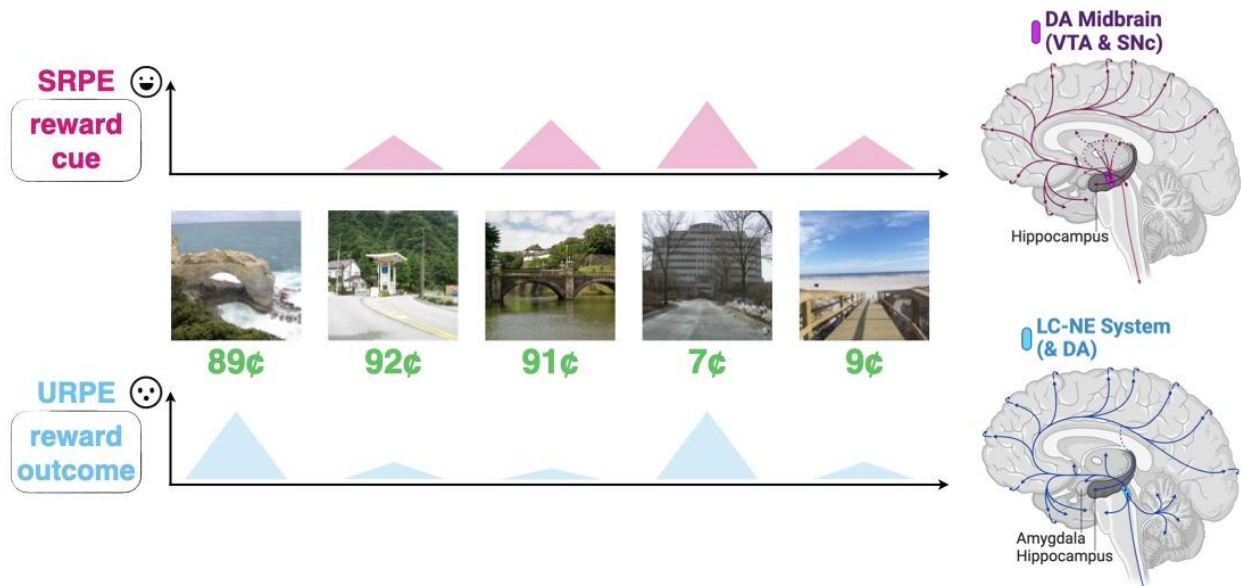 DA Midbrain
(VTA & SNc)
SRPE
reward
cue
Hippocampus
89¢
92¢
91¢
7¢
9¢
LC-NE System
(& DA)
URPE
reward
outcome
Amygdala
Hippocampus